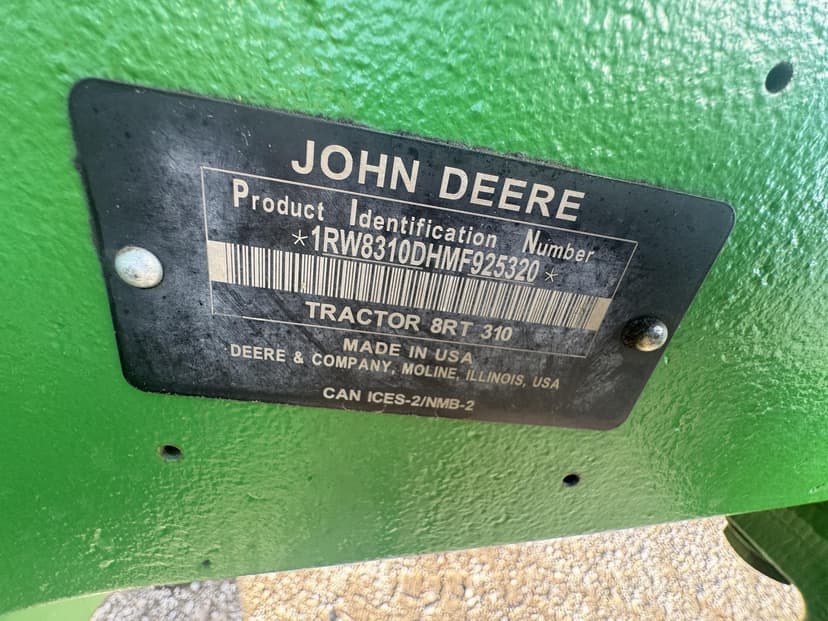 JOHN DEERE
Product Identification Number
*1RW8310DHMF925320*
TRACTOR 8RT 310
MADE IN USA
DEERE & COMPANY, MOLINE, ILLINOIS, USA
CAN ICES-2/NMB-2